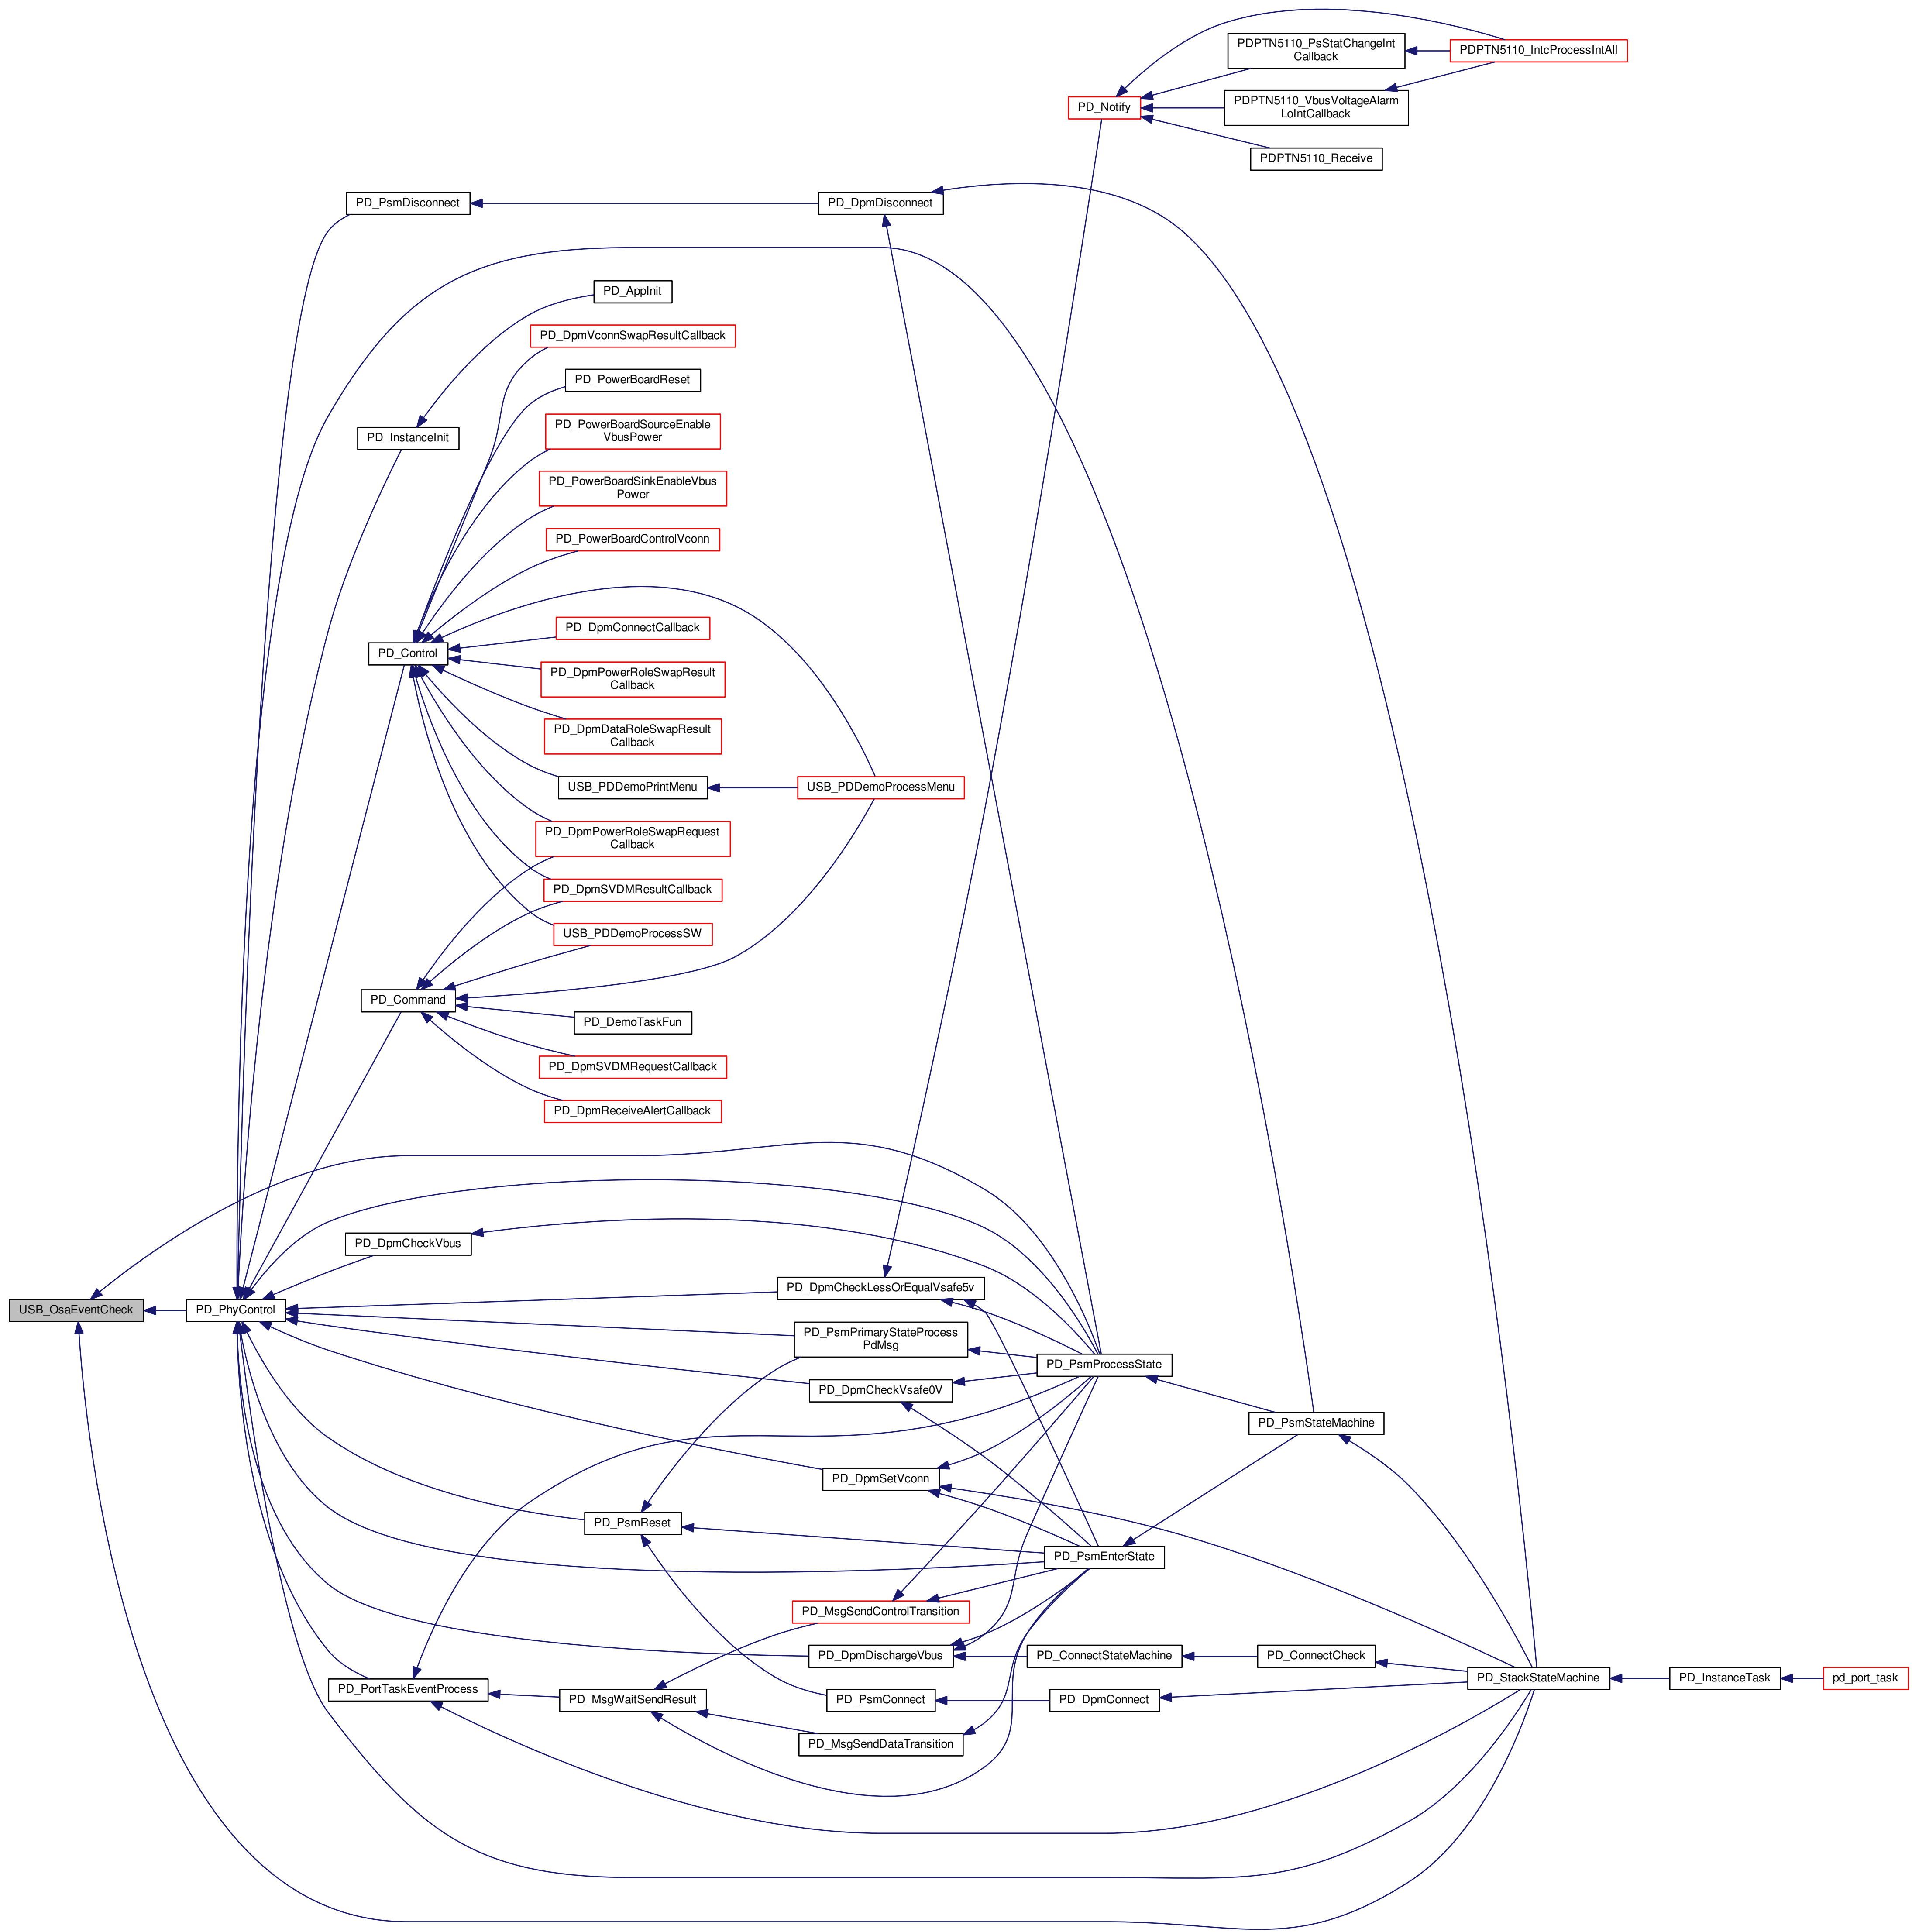 PDPTN5110_PsStatChangeInt
Callback
PDPTN5110_IntcProcessIntAll
PD_Notify
PDPTN5110_VbusVoltageAlarm
LoIntCallback
PDPTN5110_Receive
PD_PsmDisconnect
PD_DpmDisconnect
PD_AppInit
PD_DpmVconnSwapResultCallback
PD_PowerBoardReset
PD_InstanceInit
PD_PowerBoardSourceEnable
VbusPower
PD_PowerBoardSinkEnableVbus
Power
PD_PowerBoardControlVconn
PD_DpmConnectCallback
PD_Control
PD_DpmPowerRoleSwapResult
Callback
PD_DpmDataRoleSwapResult
Callback
USB_PDDemoPrintMenu
USB_PDDemoProcessMenu
PD_DpmPowerRoleSwapRequest
Callback
PD_DpmSVDMResultCallback
USB_PDDemoProcessSW
PD_Command
PD_DemoTaskFun
PD_DpmSVDMRequestCallback
PD_DpmReceiveAlertCallback
PD_DpmCheckVbus
PD_DpmCheckLessOrEqualVsafe5v
USB_OsaEventCheck
PD_PhyControl
PD_PsmPrimaryStateProcess
PdMsg
PD_PsmProcessState
PD_DpmCheckVsafe0V
PD_PsmStateMachine
PD_DpmSetVconn
PD_PsmReset
PD_PsmEnterState
PD_MsgSendControlTransition
PD_DpmDischargeVbus
PD_ConnectStateMachine
PD_ConnectCheck
PD_StackStateMachine
PD_InstanceTask
pd_port_task
PD_PortTaskEventProcess
PD_MsgWaitSendResult
PD_PsmConnect
PD_DpmConnect
PD_MsgSendDataTransition